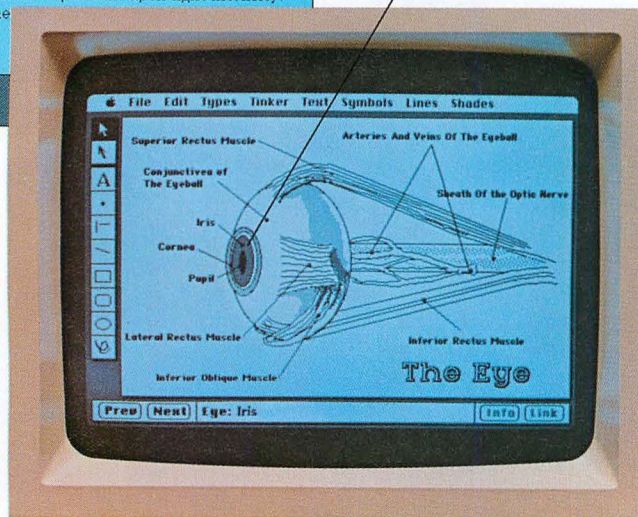 File Edit Types Tinker Text Symbols Lines Shades
Superior Rectus Muscle
Arteries And Veins Of The Eyeball
Conjunctiva of
The Eyeball
Sheath Of the Optic Nerve
Iris
Cornea
Pupil
Lateral Rectus Muscle
Inferior Rectus Muscle
Inferior Oblique Muscle
The Eye
A
Prev Next Eye: Iris Info Link